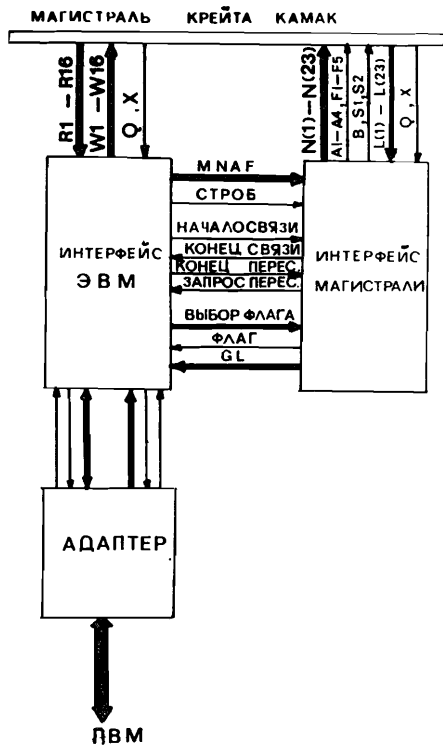 МАГИСТРАЛЬ КРЕЙТА КАМАК
R1 – R16
W1 – W16
Q, X
N(1)–N(23)
A1–A4, F1–F5
B, S1, S2
L(1) – L(23)
Q, X
MNAF
СТРОБ
НАЧАЛО СВЯЗИ
КОНЕЦ СВЯЗИ
КОНЕЦ ПЕРЕС.
ЗАПРОС ПЕРЕС.
ВЫБОР ФЛАГА
ФЛАГ
GL
ИНТЕРФЕЙС
ЭВМ
ИНТЕРФЕЙС
МАГИСТРАЛИ
АДАПТЕР
ПВМ